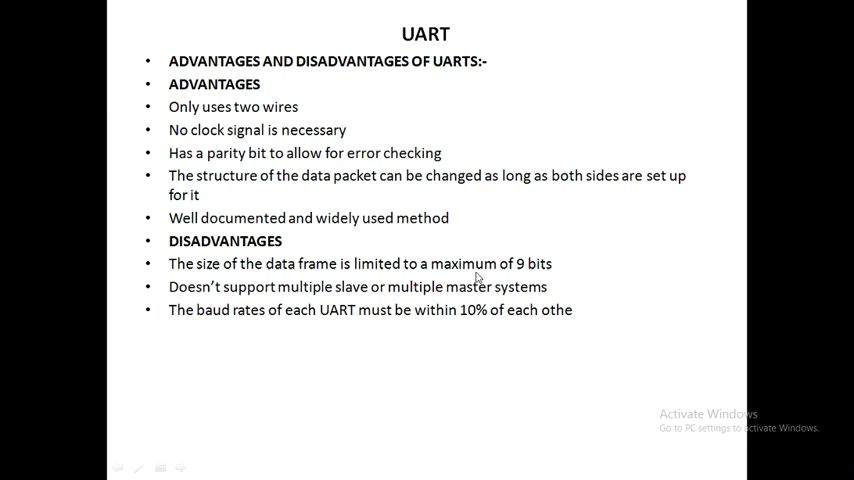 UART
• ADVANTAGES AND DISADVANTAGES OF UARTS:-
• ADVANTAGES
• Only uses two wires
• No clock signal is necessary
• Has a parity bit to allow for error checking
• The structure of the data packet can be changed as long as both sides are set up
for it
• Well documented and widely used method
• DISADVANTAGES
• The size of the data frame is limited to a maximum of 9 bits
• Doesn’t support multiple slave or multiple master systems
• The baud rates of each UART must be within 10% of each othe
Activate Windows
Go to PC settings to activate Windows.